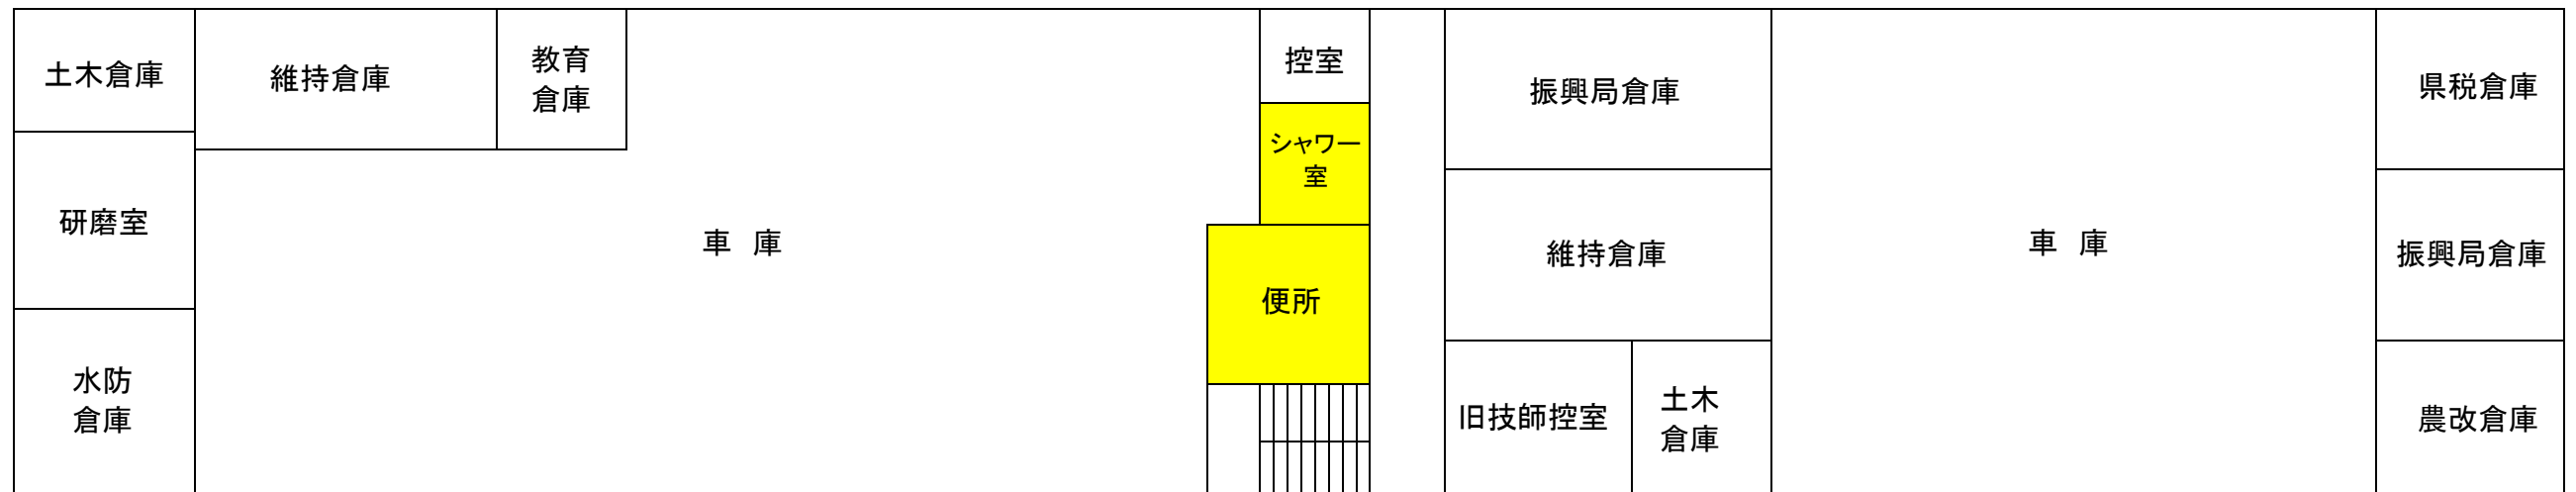 土木倉庫
維持倉庫
教育
倉庫
控室
振興局倉庫
県税倉庫
シャワー
室
研磨室
車 庫
便所
維持倉庫
車 庫
振興局倉庫
水防
倉庫
旧技師控室
土木
倉庫
農改倉庫